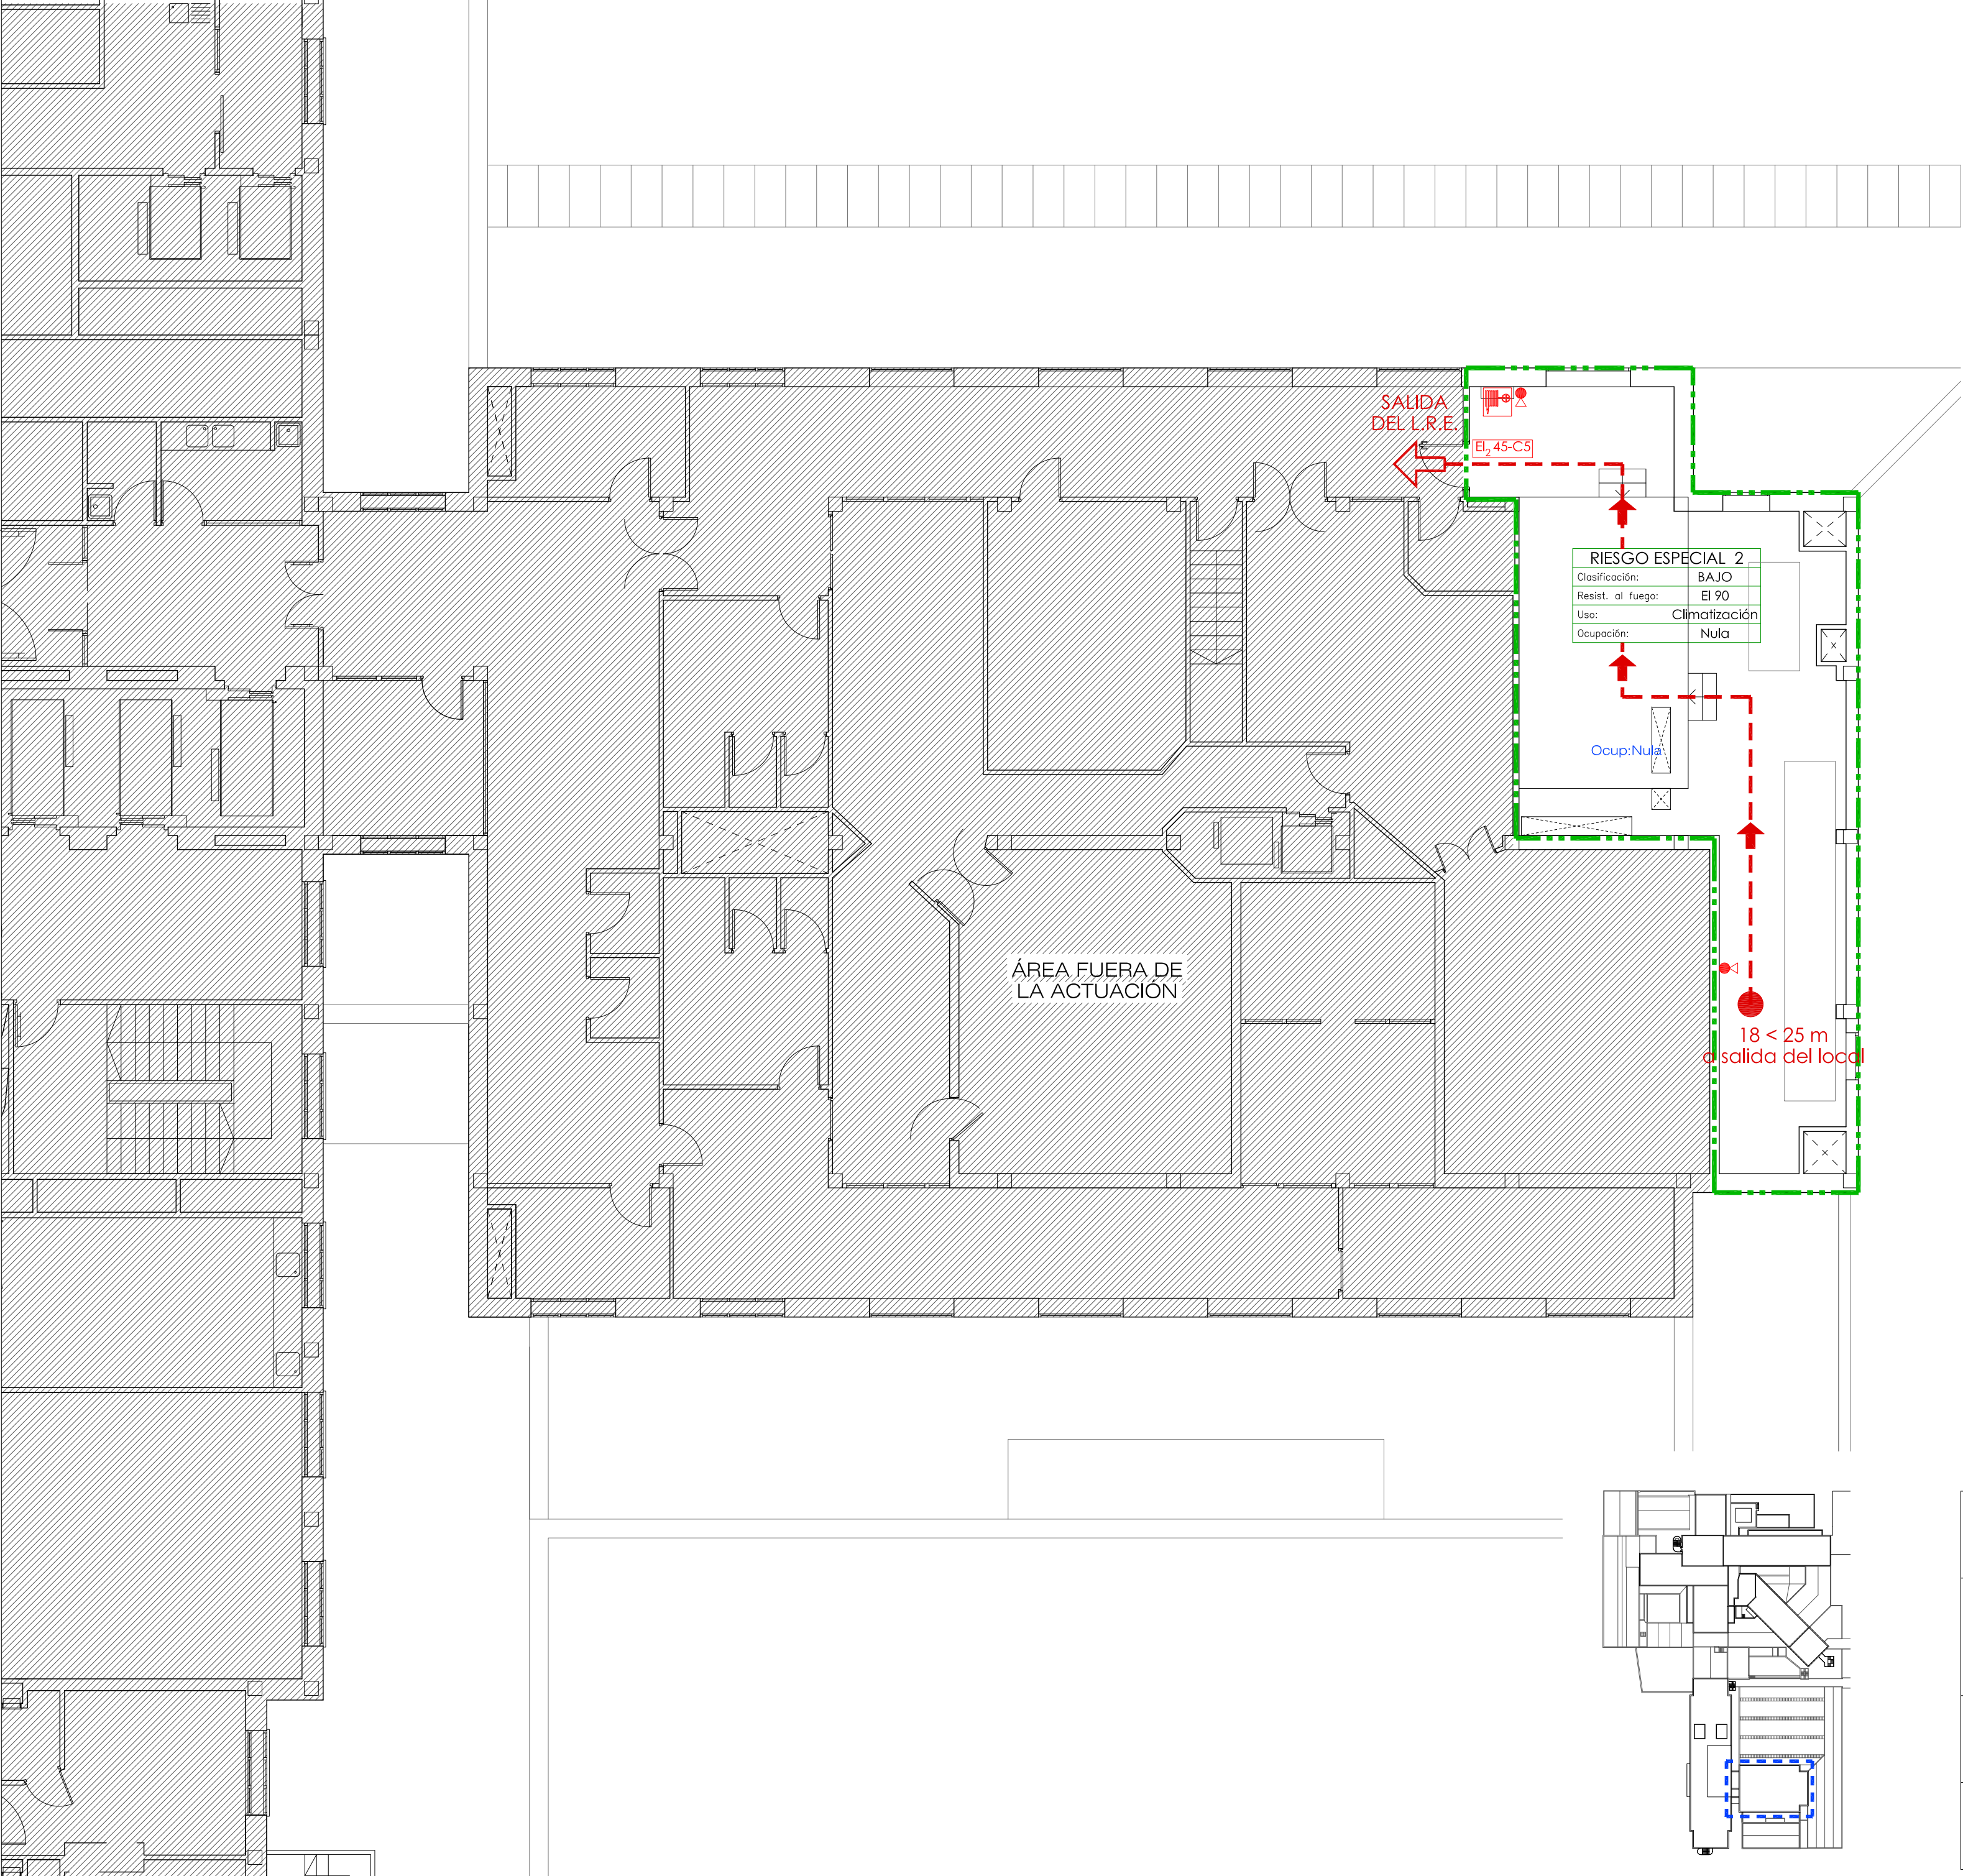 SALIDA
DEL L.R.E.
EI2 45-C5
RIESGO ESPECIAL 2
Clasificación: BAJO
Resist. al fuego: EI 90
Uso: Climatización
Ocupación: Nula
Ocup:Nula
ÁREA FUERA DE
LA ACTUACIÓN
18 < 25 m
a salida del local